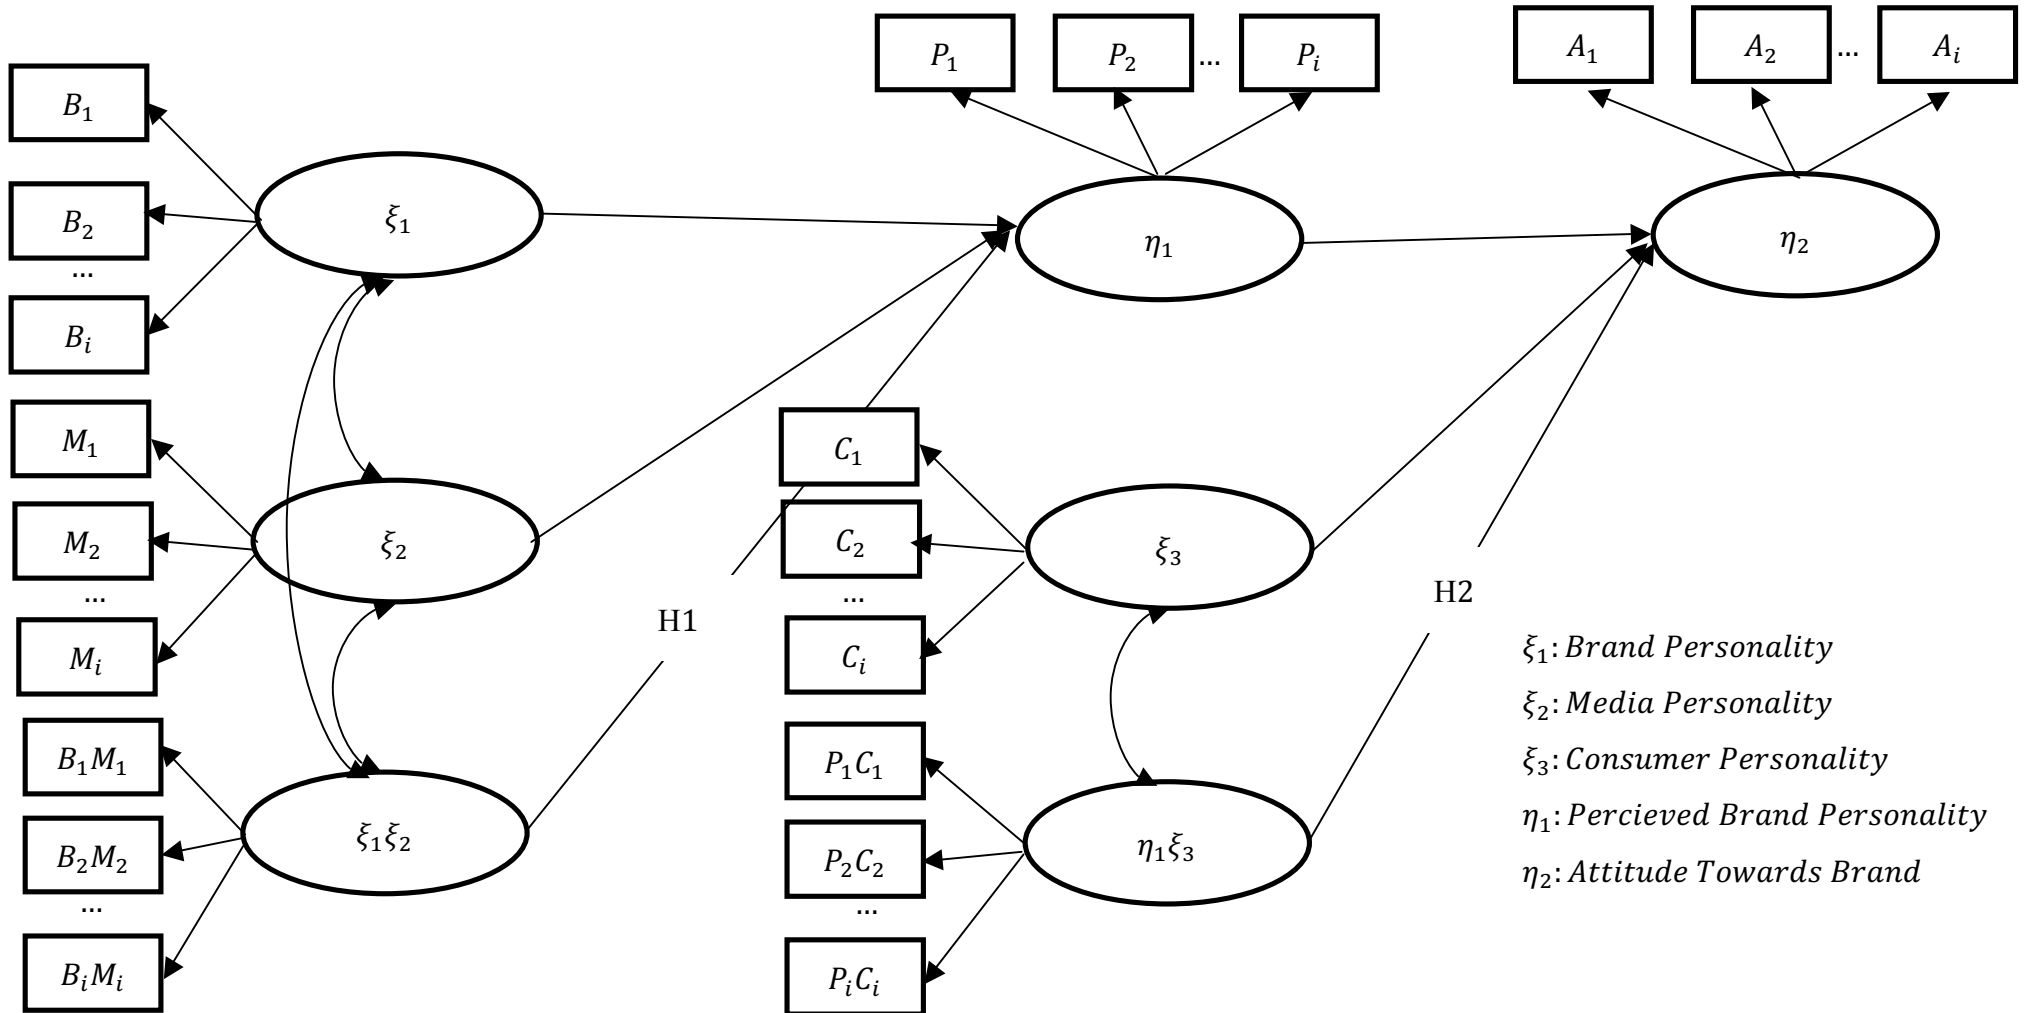 B₁
B₂
...
Bᵢ
M₁
M₂
...
Mᵢ
B₁M₁
B₂M₂
...
BᵢMᵢ
ξ₁
ξ₂
ξ₁ξ₂
H1
P₁ P₂ ... Pᵢ
η₁
C₁
C₂
...
Cᵢ
P₁C₁
P₂C₂
...
PᵢCᵢ
ξ₃
η₁ξ₃
H2
A₁ A₂ ... Aᵢ
η₂
ξ₁: Brand Personality
ξ₂: Media Personality
ξ₃: Consumer Personality
η₁: Percieved Brand Personality
η₂: Attitude Towards Brand